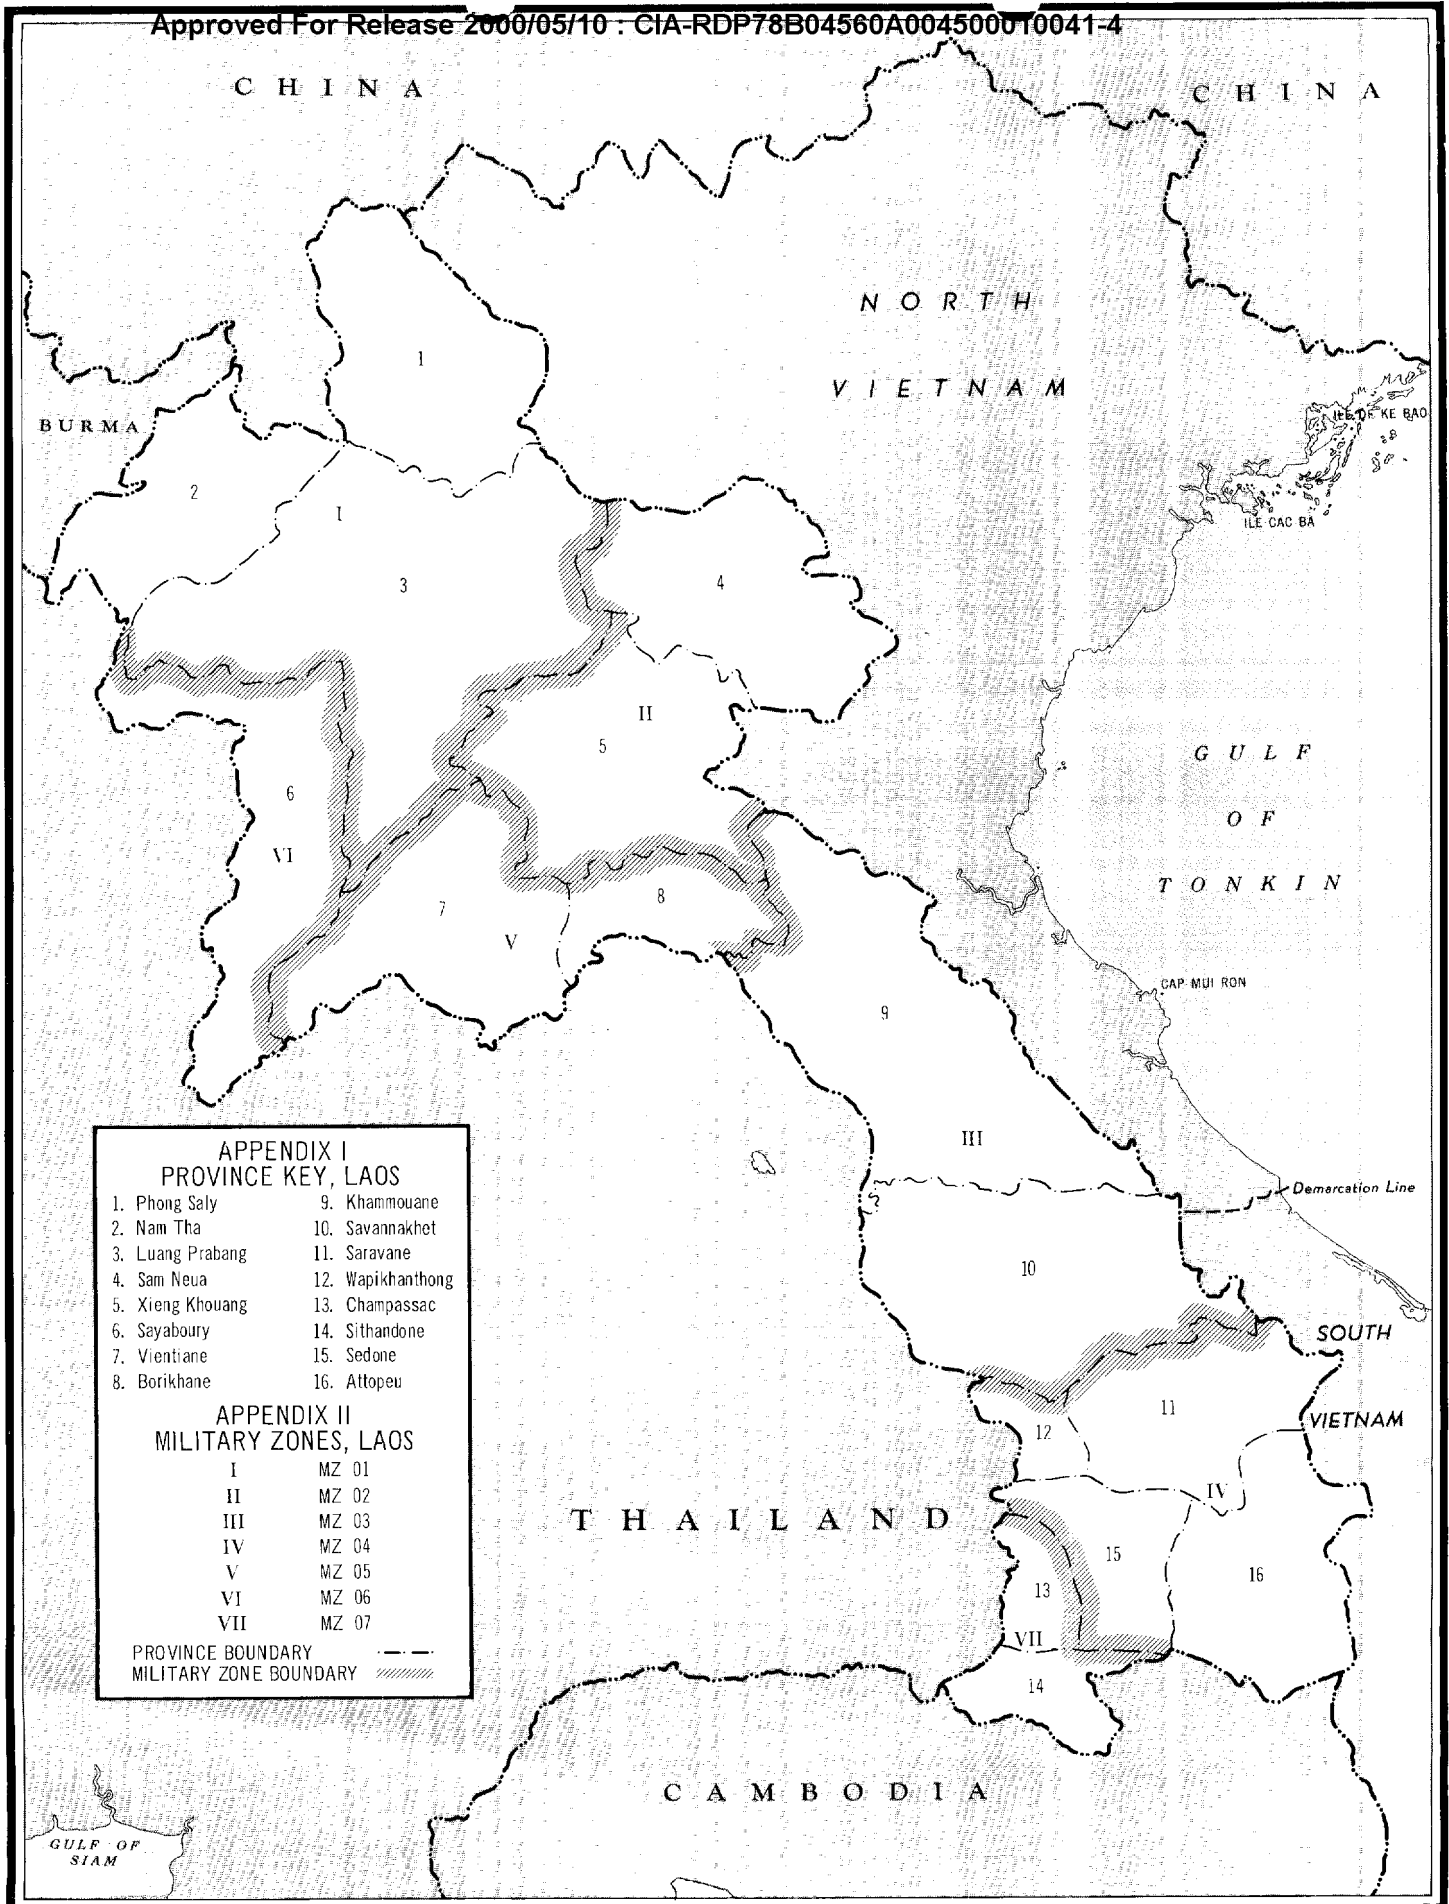 Approved For Release 2000/05/10 : CIA-RDP78B04560A004500010041-4
CHINA
CHINA
NORTH
VIETNAM
1
BURMA
ILE DE KE BAO
2
I
ILE CAC BA
3
4
II
5
GULF
OF
TONKIN
6
VI
7
8
V
CAP MUI RON
9
III
Demarcation Line
10
SOUTH
VIETNAM
11
12
IV
THAILAND
15
16
13
VII
14
CAMBODIA
GULF OF
SIAM
APPENDIX I
PROVINCE KEY, LAOS
1. Phong Saly 9. Khammouane
2. Nam Tha 10. Savannakhet
3. Luang Prabang 11. Saravane
4. Sam Neua 12. Wapikhanthong
5. Xieng Khouang 13. Champassac
6. Sayaboury 14. Sithandone
7. Vientiane 15. Sedone
8. Borikhane 16. Attopeu
APPENDIX II
MILITARY ZONES, LAOS
I MZ 01
II MZ 02
III MZ 03
IV MZ 04
V MZ 05
VI MZ 06
VII MZ 07
PROVINCE BOUNDARY
MILITARY ZONE BOUNDARY